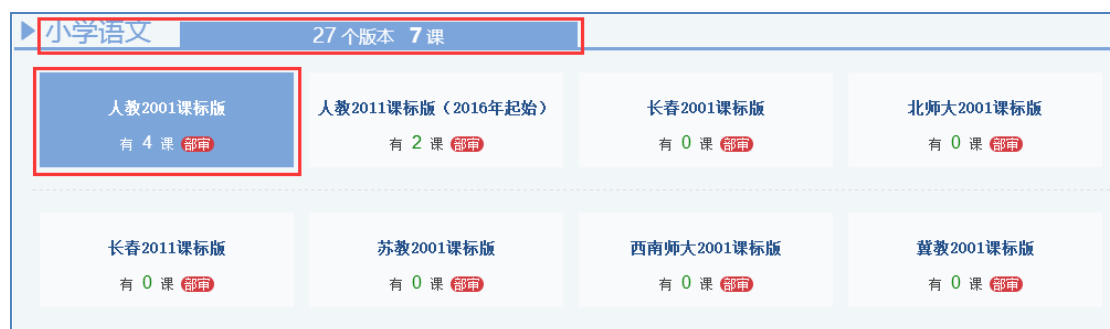 小学语文 27个版本 7课
人教2001课标版 人教2011课标版（2016年起始） 长春2001课标版 北师大2001课标版
有 4 课 部审 有 2 课 部审 有 0 课 部审 有 0 课 部审
长春2011课标版 苏教2001课标版 西南师大2001课标版 冀教2001课标版
有 0 课 部审 有 0 课 部审 有 0 课 部审 有 0 课 部审